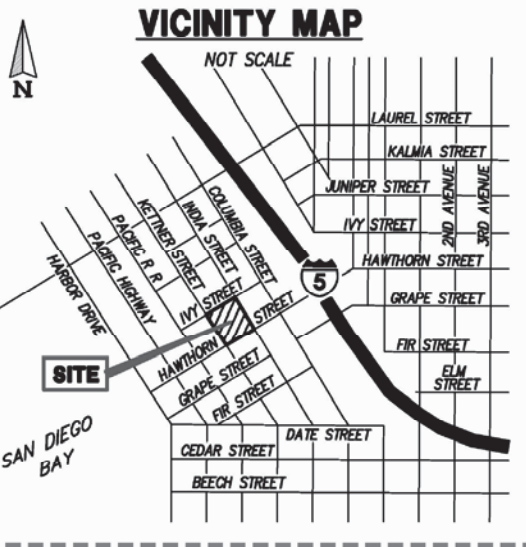 VICINITY MAP
NOT SCALE
N
LAUREL STREET
KALMIA STREET
JUNIPER STREET
2ND AVENUE
3RD AVENUE
IVY STREET
HAWTHORN STREET
GRAPE STREET
FIR STREET
ELM
STREET
5
COLUMBIA STREET
INDIA STREET
KETTNER STREET
PACIFIC R R
PACIFIC HIGHWAY
HARBOR DRIVE
IVY STREET
HAWTHORN STREET
GRAPE STREET
FIR STREET
SITE
SAN DIEGO
BAY
DATE STREET
CEDAR STREET
BEECH STREET